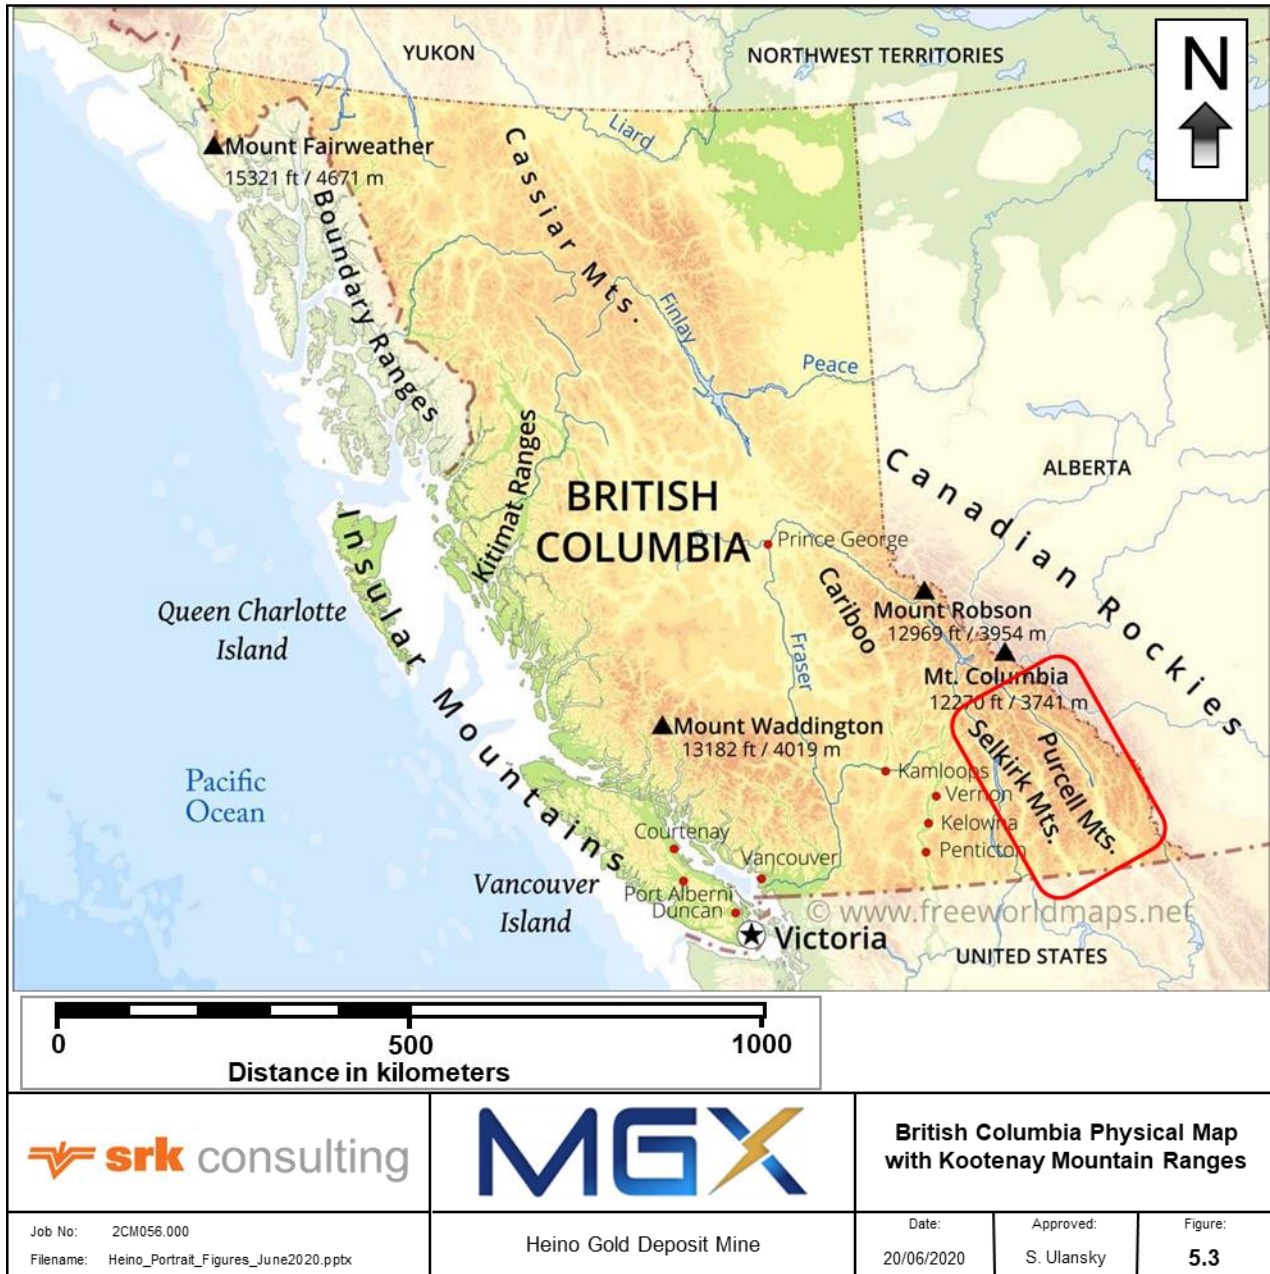 YUKON
NORTHWEST TERRITORIES
N
Mount Fairweather
15321 ft / 4671 m
Liard
Cassiar Mts.
Boundary Ranges
Finlay
Peace
Canadian Rockies
ALBERTA
Kitimat Ranges
BRITISH
COLUMBIA
Prince George
Insular Mountains
Queen Charlotte
Island
Cariboo
Mount Robson
12969 ft / 3954 m
Fraser
Mt. Columbia
12270 ft / 3741 m
Mount Waddington
13182 ft / 4019 m
Selkirk Mts.
Purcell Mts.
Pacific
Ocean
Kamloops
Vernon
Kelowna
Penticton
Courtenay
Vancouver
Port Alberni
Duncan
Vancouver
Island
Victoria
© www.freeworldmaps.net
UNITED STATES
0 500 1000
Distance in kilometers
srk consulting
MGX
British Columbia Physical Map
with Kootenay Mountain Ranges
Job No: 2CM056.000
Filename: Heino_Portrait_Figures_June2020.pptx
Heino Gold Deposit Mine
Date:
20/06/2020
Approved:
S. Ulansky
Figure:
5.3